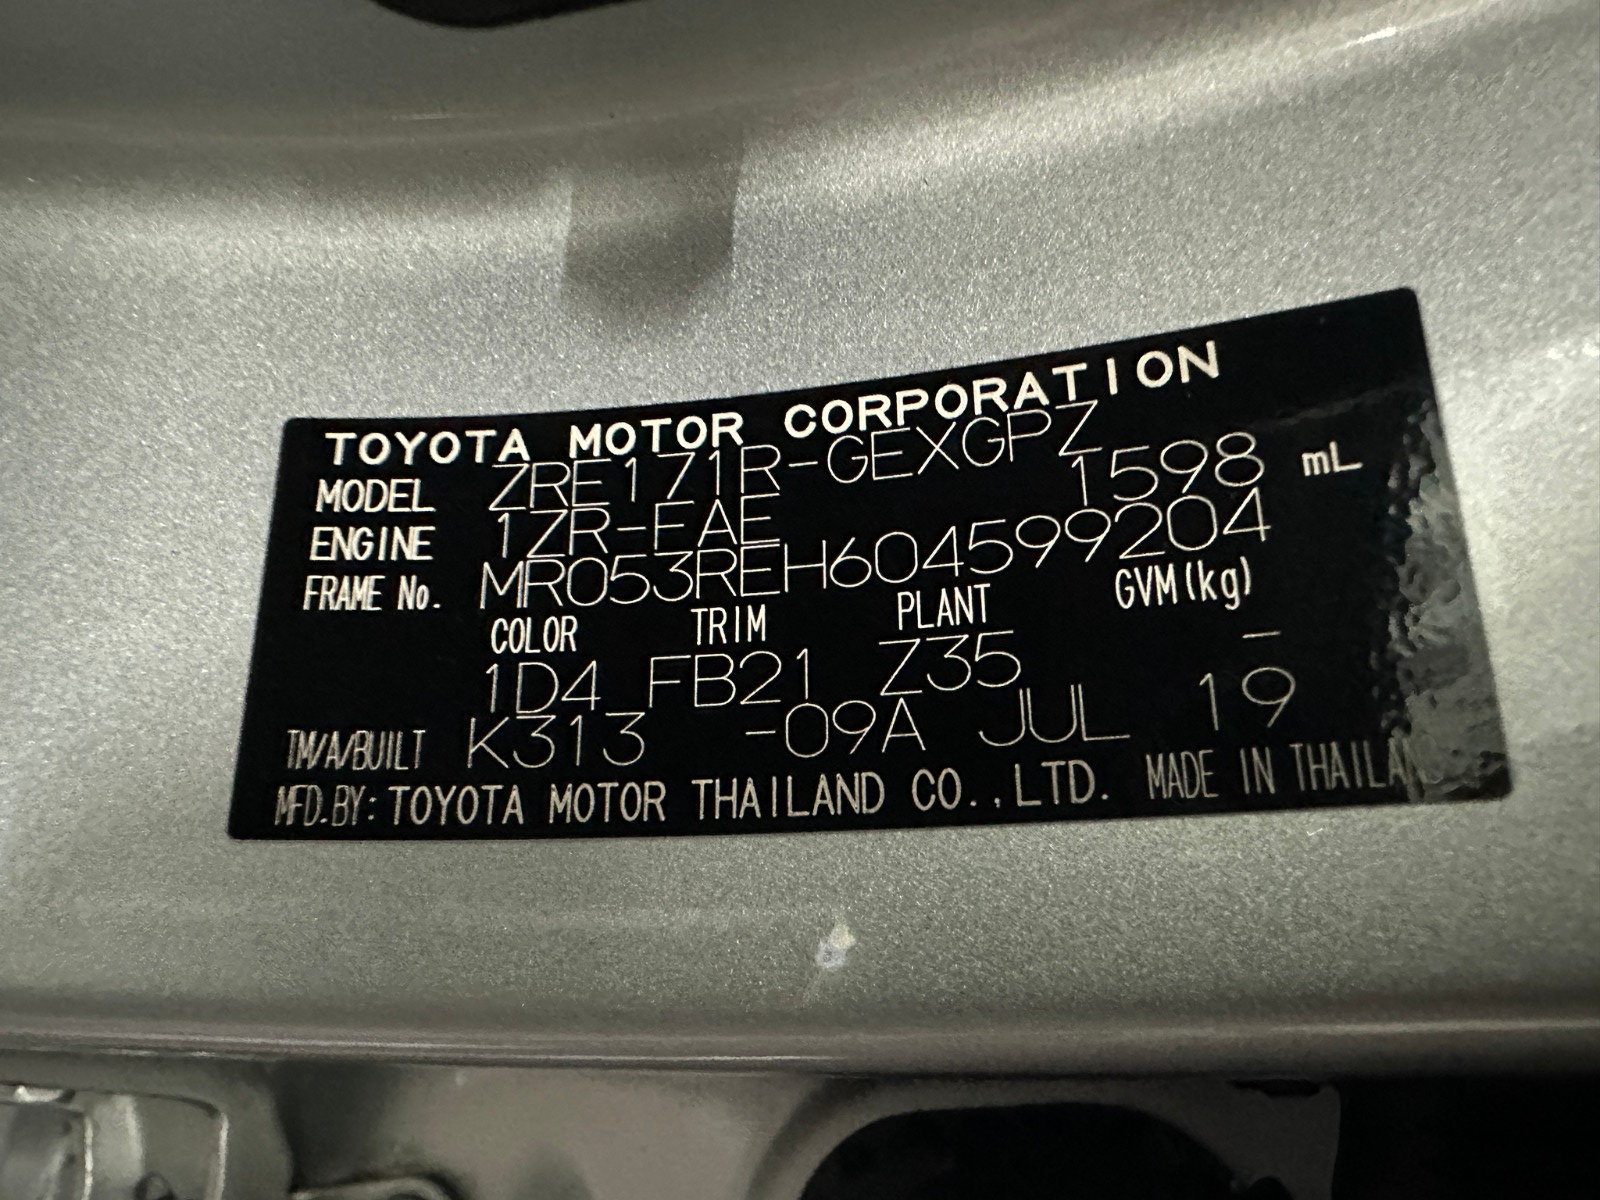 TOYOTA MOTOR CORPORATION
MODEL ZRE171R-GEXGPZ
ENGINE 1ZR-FAE 1598 mL
FRAME No. MR053REH604599204
COLOR TRIM PLANT GVM(kg)
1D4 FB21 Z35 –
TM/A/BUILT K313 -09A JUL 19
MFD.BY: TOYOTA MOTOR THAILAND CO.,LTD. MADE IN THAILAND